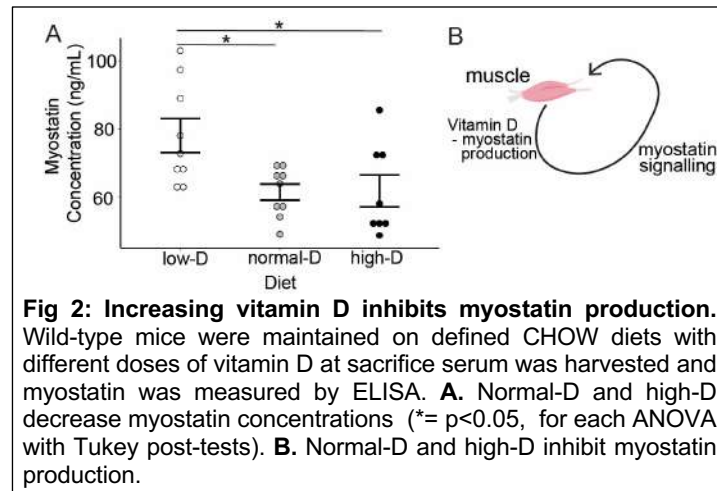 A
B
*
*
100
80
60
Myostatin
Concentration (ng/mL)
low-D
normal-D
high-D
Diet
muscle
Vitamin D
- myostatin
production
myostatin
signalling
Fig 2: Increasing vitamin D inhibits myostatin production.
Wild-type mice were maintained on defined CHOW diets with
different doses of vitamin D at sacrifice serum was harvested and
myostatin was measured by ELISA. A. Normal-D and high-D
decrease myostatin concentrations (*= p<0.05, for each ANOVA
with Tukey post-tests). B. Normal-D and high-D inhibit myostatin
production.